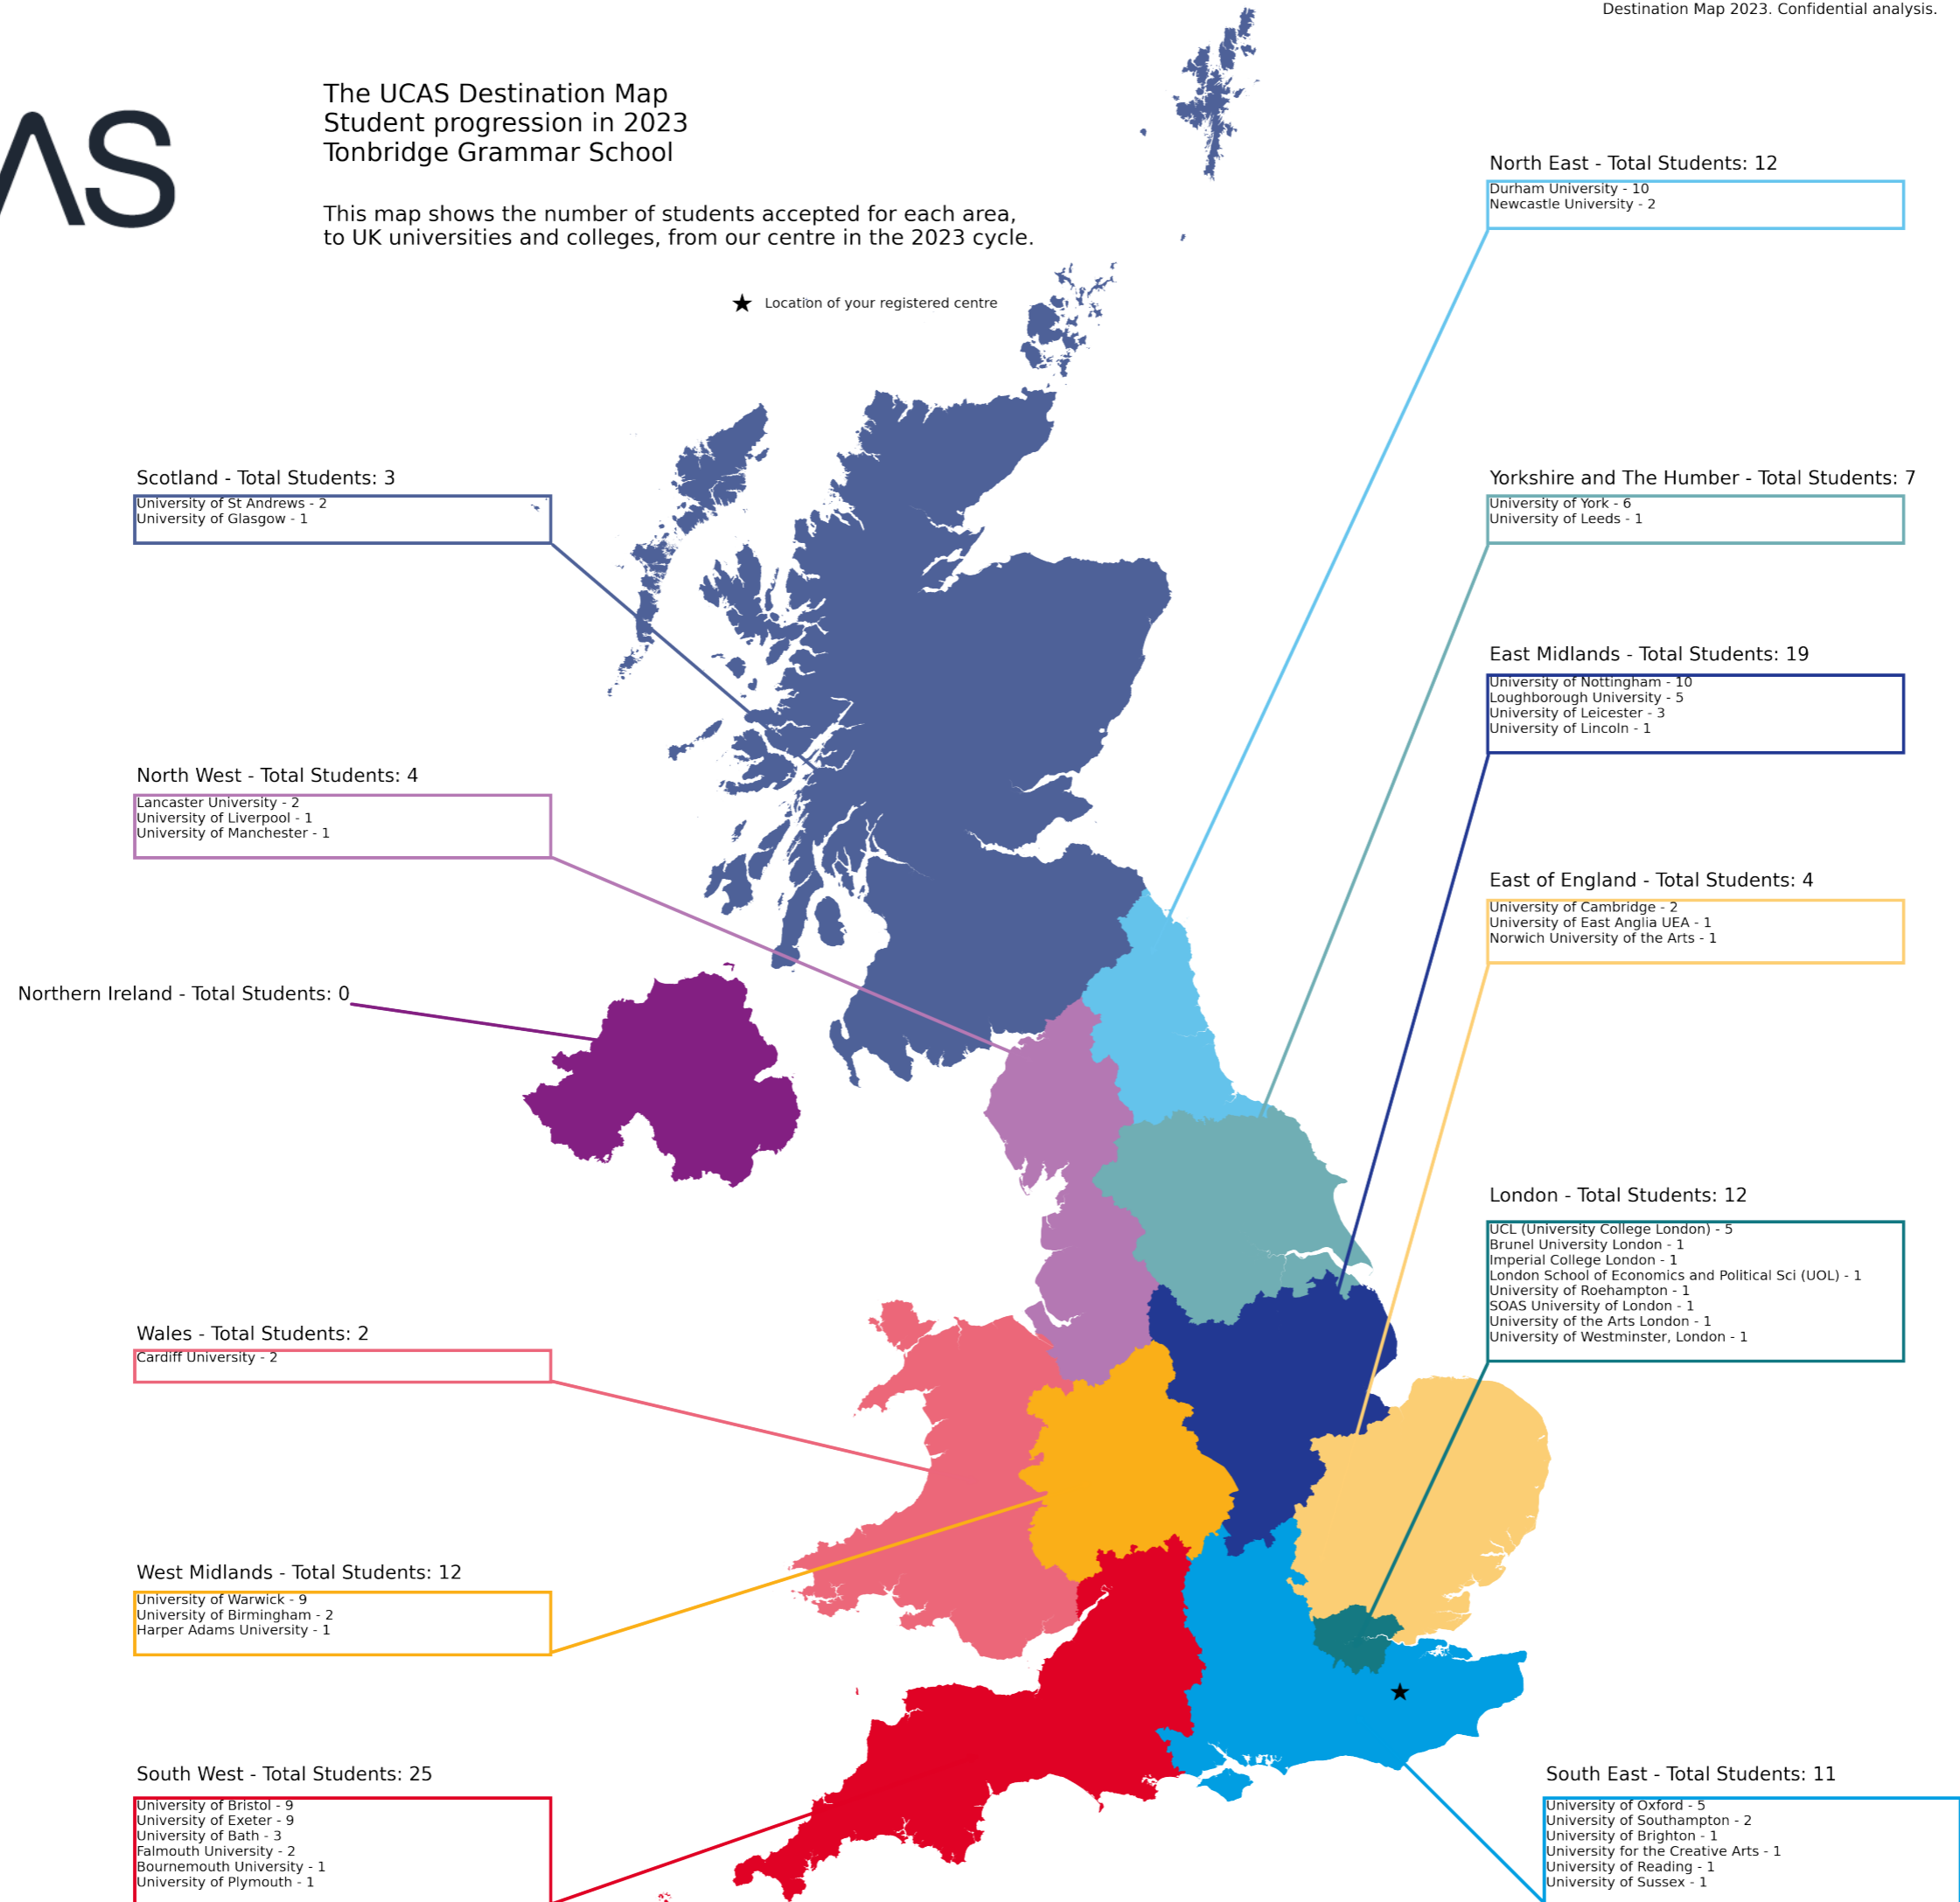 Destination Map 2023. Confidential analysis.
AS
The UCAS Destination Map
Student progression in 2023
Tonbridge Grammar School
This map shows the number of students accepted for each area,
to UK universities and colleges, from our centre in the 2023 cycle.
★ Location of your registered centre
North East - Total Students: 12
Durham University - 10
Newcastle University - 2
Scotland - Total Students: 3
University of St Andrews - 2
University of Glasgow - 1
Yorkshire and The Humber - Total Students: 7
University of York - 6
University of Leeds - 1
East Midlands - Total Students: 19
University of Nottingham - 10
Loughborough University - 5
University of Leicester - 3
University of Lincoln - 1
North West - Total Students: 4
Lancaster University - 2
University of Liverpool - 1
University of Manchester - 1
East of England - Total Students: 4
University of Cambridge - 2
University of East Anglia UEA - 1
Norwich University of the Arts - 1
Northern Ireland - Total Students: 0
London - Total Students: 12
UCL (University College London) - 5
Brunel University London - 1
Imperial College London - 1
London School of Economics and Political Sci (UOL) - 1
University of Roehampton - 1
SOAS University of London - 1
University of the Arts London - 1
University of Westminster, London - 1
Wales - Total Students: 2
Cardiff University - 2
West Midlands - Total Students: 12
University of Warwick - 9
University of Birmingham - 2
Harper Adams University - 1
South West - Total Students: 25
University of Bristol - 9
University of Exeter - 9
University of Bath - 3
Falmouth University - 2
Bournemouth University - 1
University of Plymouth - 1
South East - Total Students: 11
University of Oxford - 5
University of Southampton - 2
University of Brighton - 1
University for the Creative Arts - 1
University of Reading - 1
University of Sussex - 1